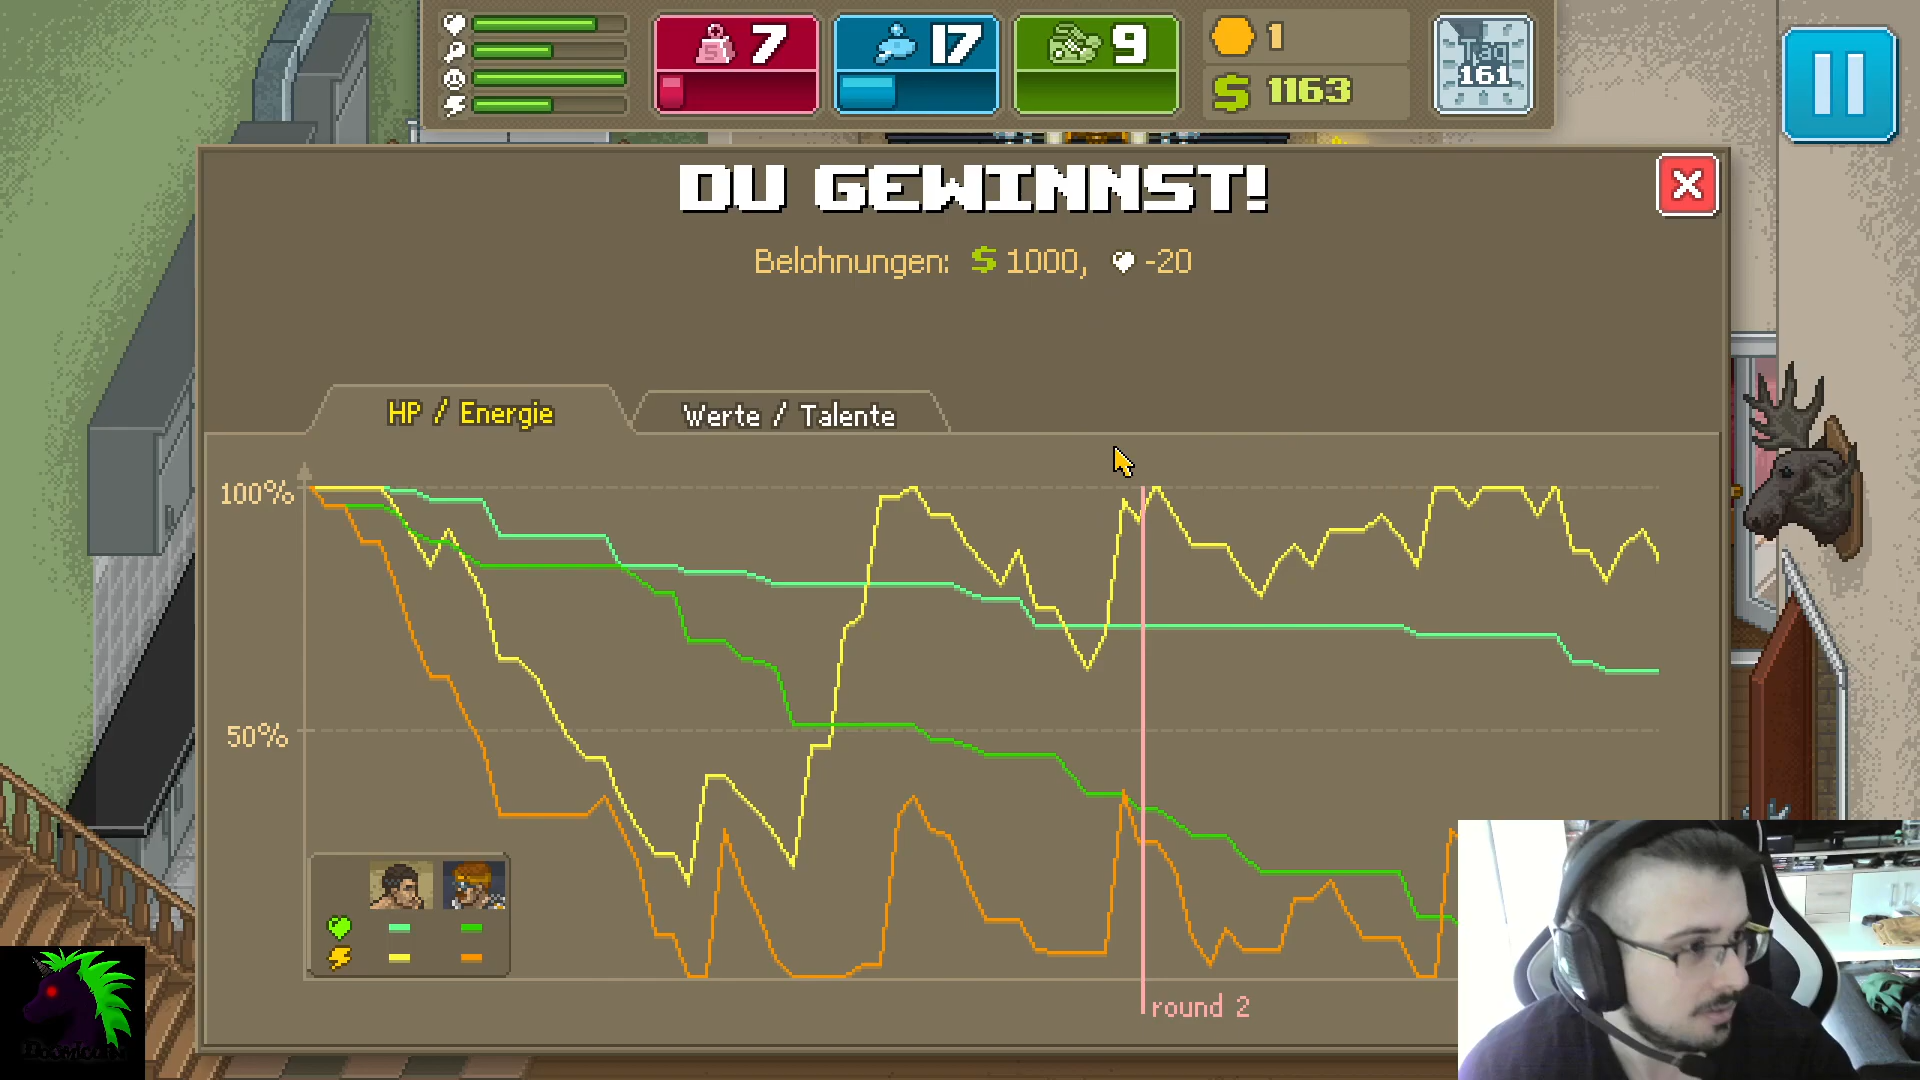 7
17
9
1
Tag
161
$ 1163
DU GEWINNST!
Belohnungen: $ 1000, -20
HP / Energie
Werte / Talente
100%
50%
round 2